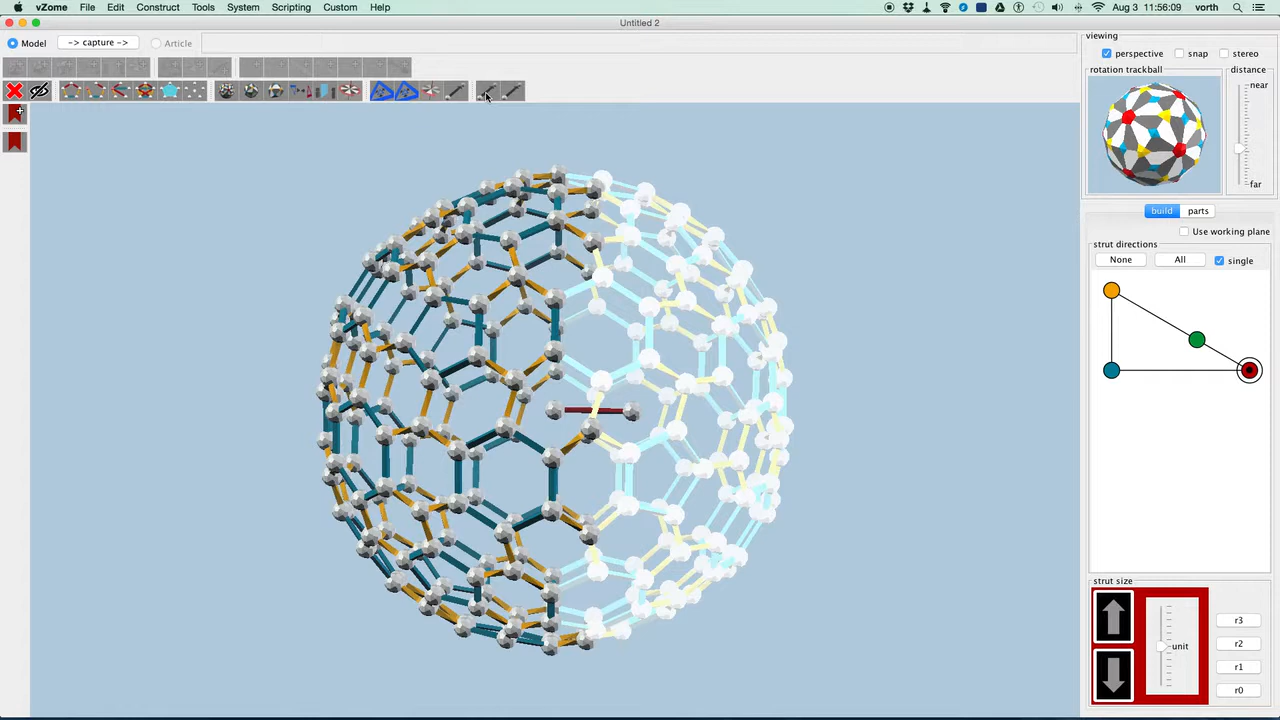 vZome File Edit Construct Tools System Scripting Custom Help
Aug 3 11:56:09 vorth
Untitled 2
Model -> capture -> Article
viewing
perspective snap stereo
rotation trackball distance
near
far
build parts
Use working plane
strut directions
None All single
strut size
unit
r3
r2
r1
r0